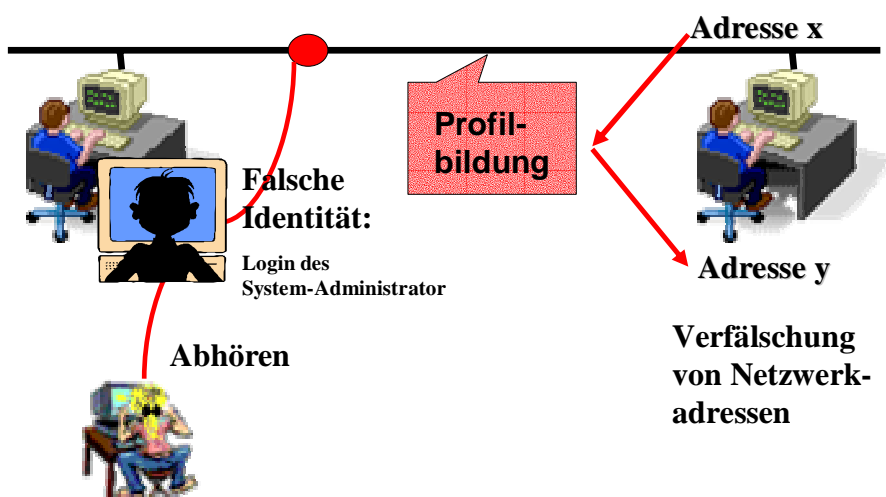 Adresse x
Profil-
bildung
Falsche
Identität:
Login des
System-Administrator
Adresse y
Abhören
Verfälschung
von Netzwerk-
adressen